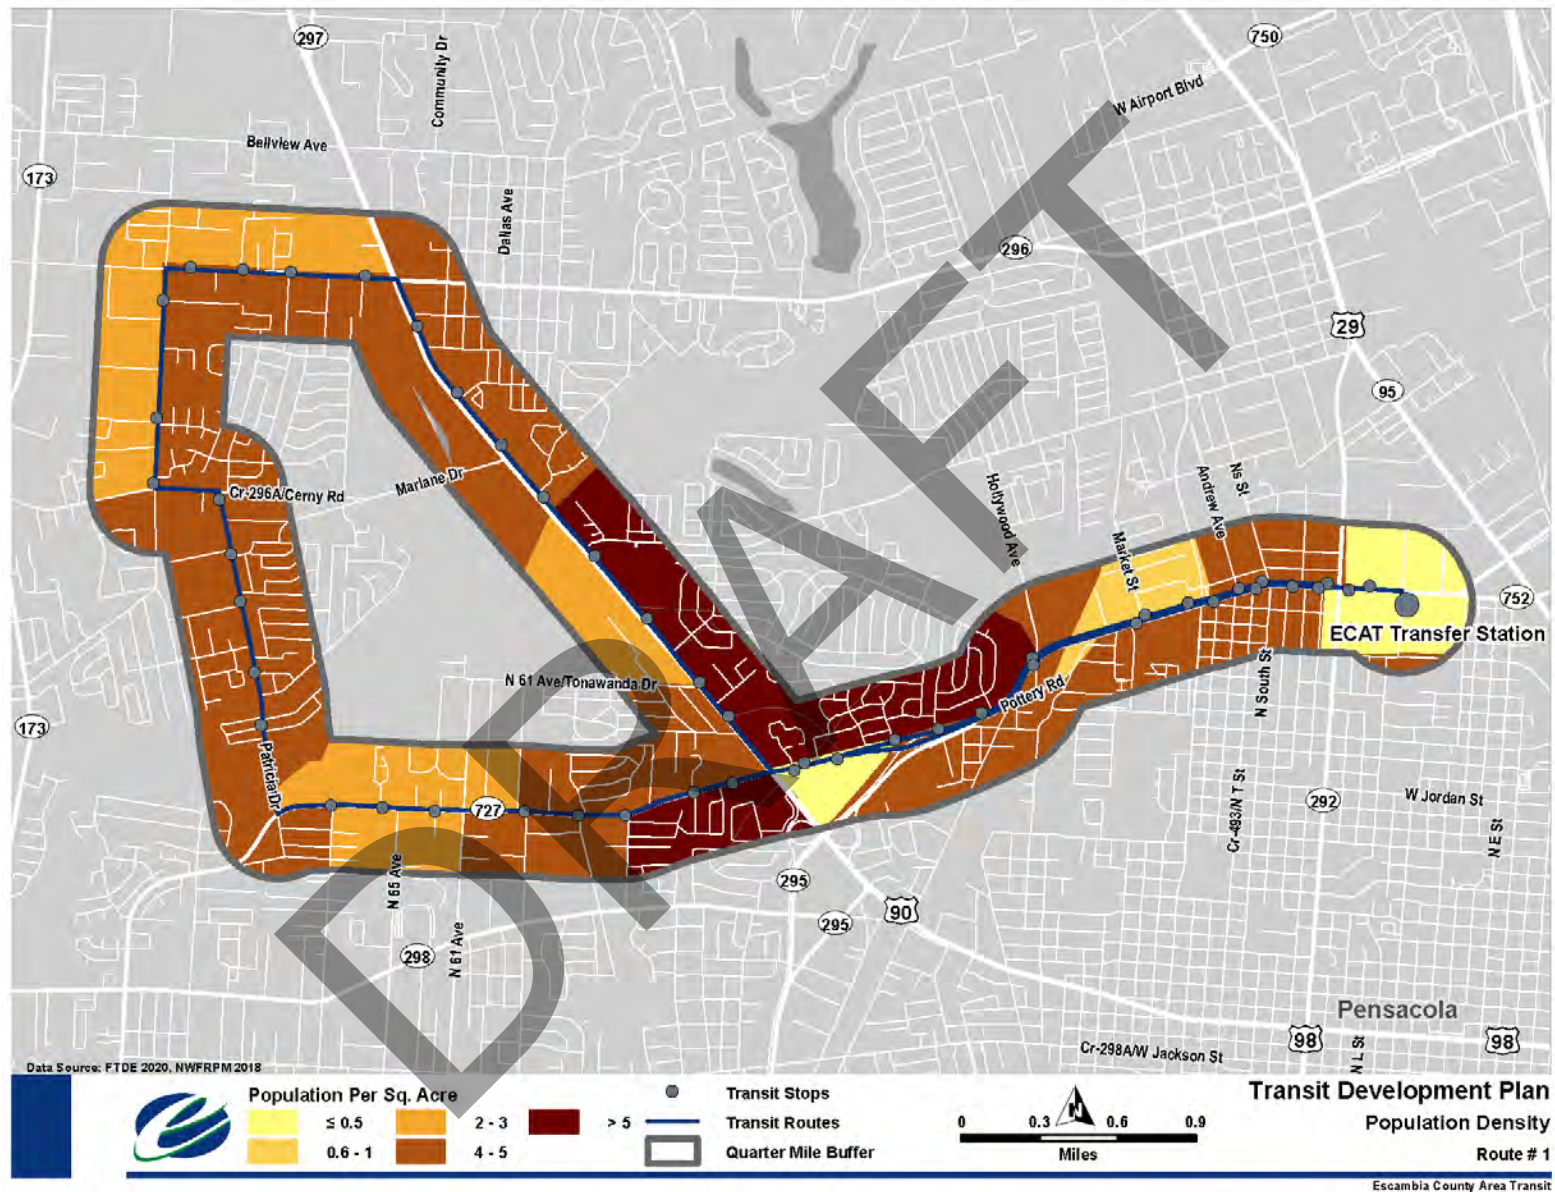 297
Community Dr
750
W Airport Blvd
Bellview Ave
173
Dallas Ave
296
29
95
Hollywood Ave
Andrew Ave
Ns St
Market St
Marlane Dr
Cr-296A/Cerny Rd
752
ECAT Transfer Station
N 61 Ave/Tonawanda Dr
Pottery Rd
N South St
173
Patricia Dr
727
Cr-493/N T St
292
W Jordan St
N E St
N 65 Ave
295
90
295
298
N 61 Ave
Pensacola
98
98
N L St
Cr-298A/W Jackson St
DRAFT
Data Source: FTDE 2020, NWFRPM 2018
Population Per Sq. Acre
≤ 0.5
2 - 3
> 5
0.6 - 1
4 - 5
Transit Stops
Transit Routes
Quarter Mile Buffer
N
0 0.3 0.6 0.9
Miles
Transit Development Plan
Population Density
Route # 1
Escambia County Area Transit